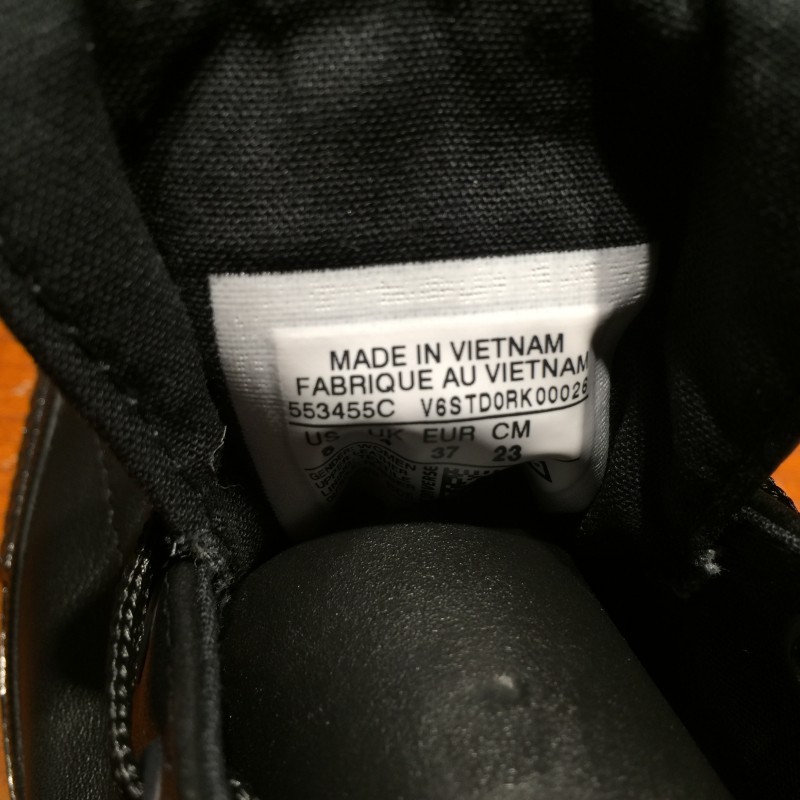 MADE IN VIETNAM
FABRIQUE AU VIETNAM
553455C V6STD0RK00026
US UK EUR CM
37 23